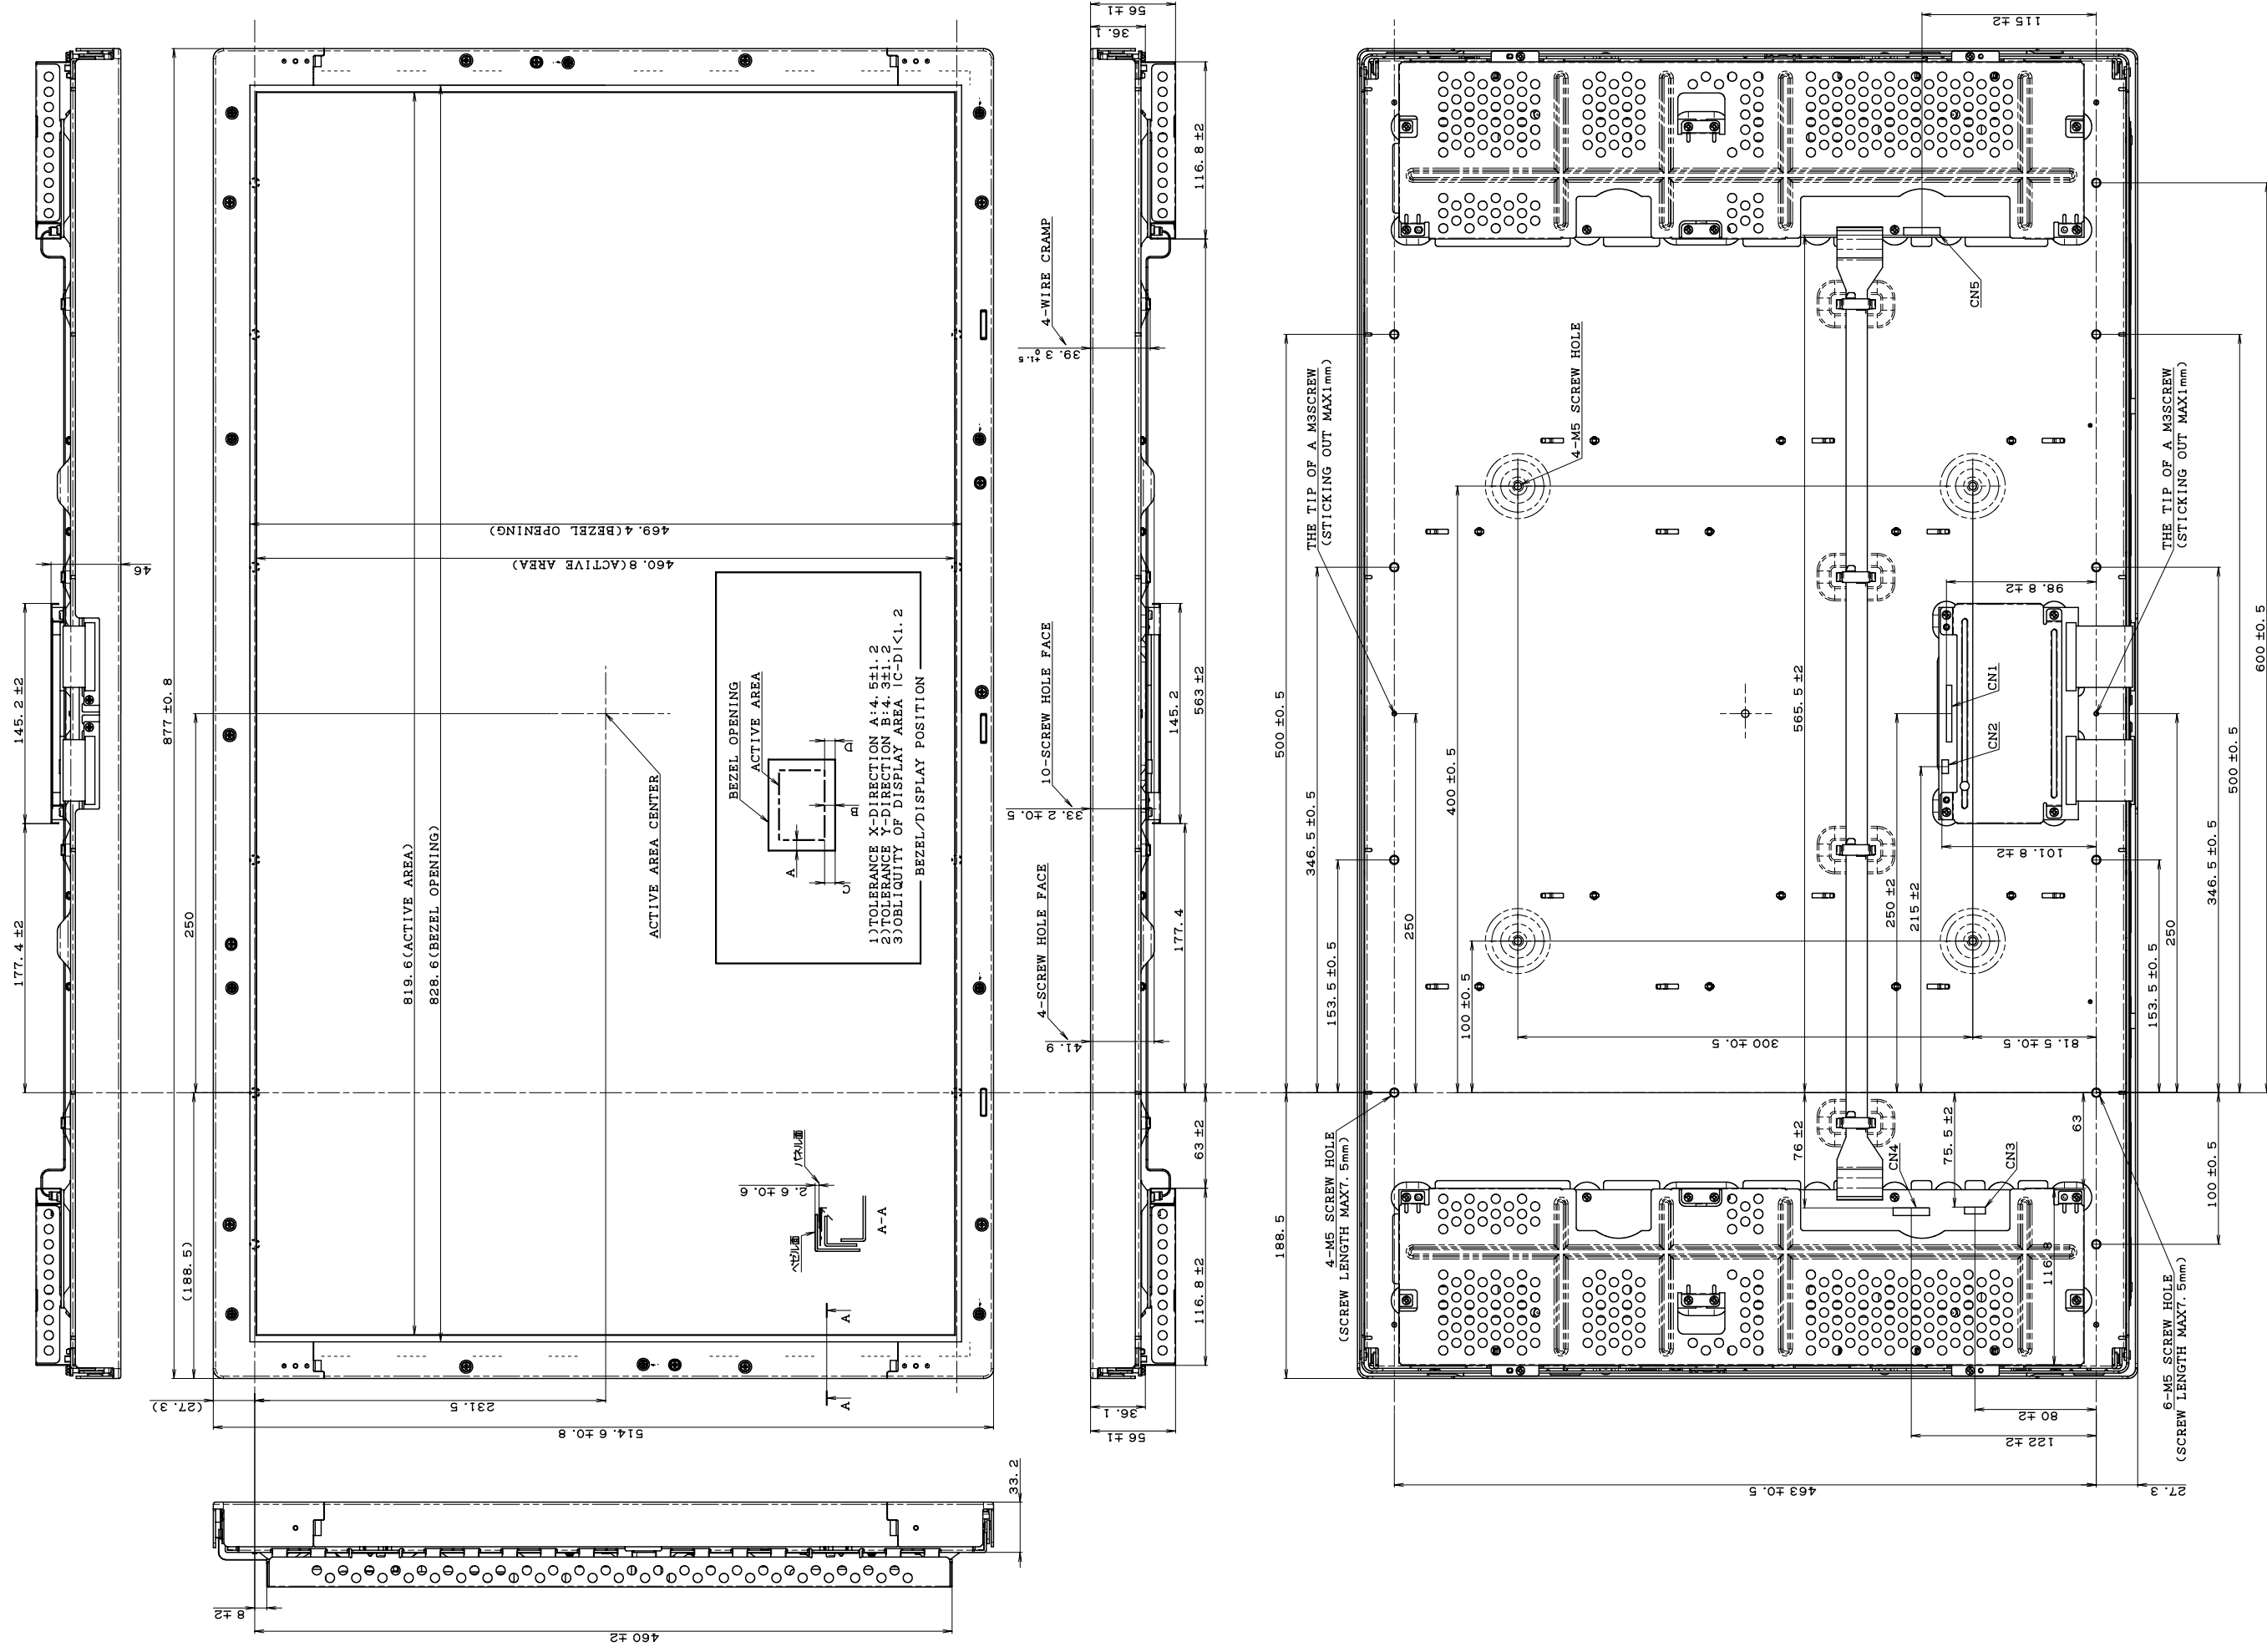 177.4 ±2
145.2 ±2
46
877 ±0.8
(188.5)
250
819.6(ACTIVE AREA)
828.6(BEZEL OPENING)
469.4(BEZEL OPENING)
460.8(ACTIVE AREA)
ACTIVE AREA CENTER
BEZEL OPENING
ACTIVE AREA
A
B
C
D
1)TOLERANCE X-DIRECTION A:4.5±1.2
2)TOLERANCE Y-DIRECTION B:4.3±1.2
3)OBLIQUITY OF DISPLAY AREA |C-D|<1.2
BEZEL/DISPLAY POSITION
パネル面
2.6 ±0.6
ベゼル面
A-A
A
A
(27.3)
231.5
514.6 ±0.8
33.2
8 ±2
460 ±2
56 ±1
36.1
116.8 ±2
4-WIRE CRAMP
39.3 +1.5 0
10-SCREW HOLE FACE
33.2 ±0.5
145.2
563 ±2
4-SCREW HOLE FACE
41.9
177.4
63 ±2
116.8 ±2
36.1
56 ±1
115 ±2
CN5
4-M5 SCREW HOLE
THE TIP OF A M3SCREW
(STICKING OUT MAX1mm)
THE TIP OF A M3SCREW
(STICKING OUT MAX1mm)
500 ±0.5
346.5 ±0.5
153.5 ±0.5
250
400 ±0.5
100 ±0.5
565.5 ±2
98.8 ±2
CN1
CN2
101.8 ±2
250 ±2
215 ±2
300 ±0.5
81.5 ±0.5
600 ±0.5
500 ±0.5
346.5 ±0.5
250
153.5 ±0.5
188.5
4-M5 SCREW HOLE
(SCREW LENGTH MAX7.5mm)
76 ±2
CN4
75.5 ±2
CN3
63
100 ±0.5
116.8
6-M5 SCREW HOLE
(SCREW LENGTH MAX7.5mm)
80 ±2
122 ±2
463 ±0.5
27.3